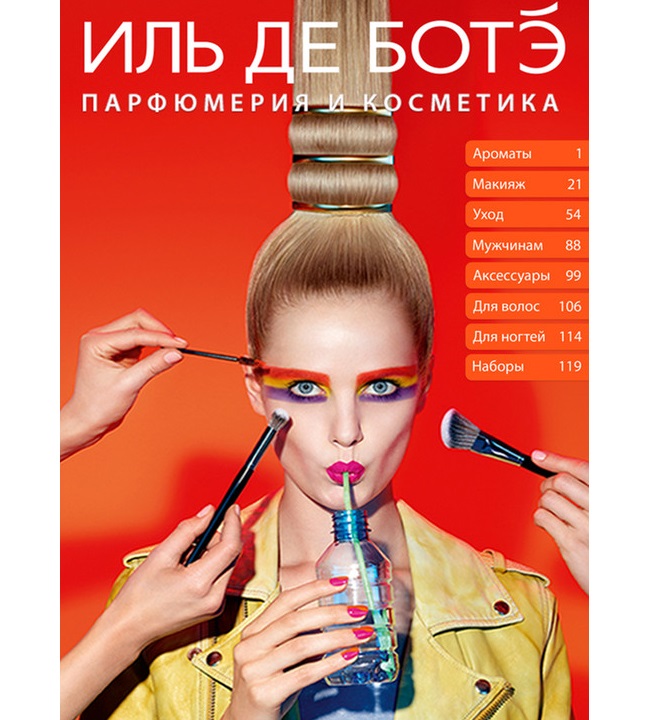 ИЛЬ ДЕ БОТЭ
ПАРФЮМЕРИЯ И КОСМЕТИКА
Ароматы 1
Макияж 21
Уход 54
Мужчинам 88
Аксессуары 99
Для волос 106
Для ногтей 114
Наборы 119